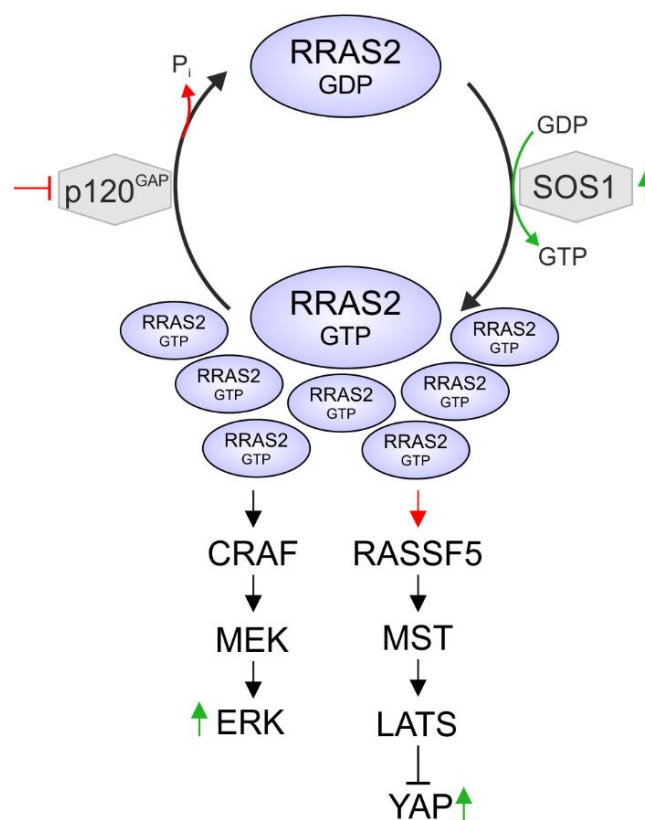 RRAS2
GDP
Pi
GDP
p120GAP
SOS1
GTP
RRAS2
GTP
RRAS2
GTP
RRAS2
GTP
RRAS2
GTP
RRAS2
GTP
RRAS2
GTP
RRAS2
GTP
RRAS2
GTP
CRAF
RASSF5
MEK
MST
ERK
LATS
YAP